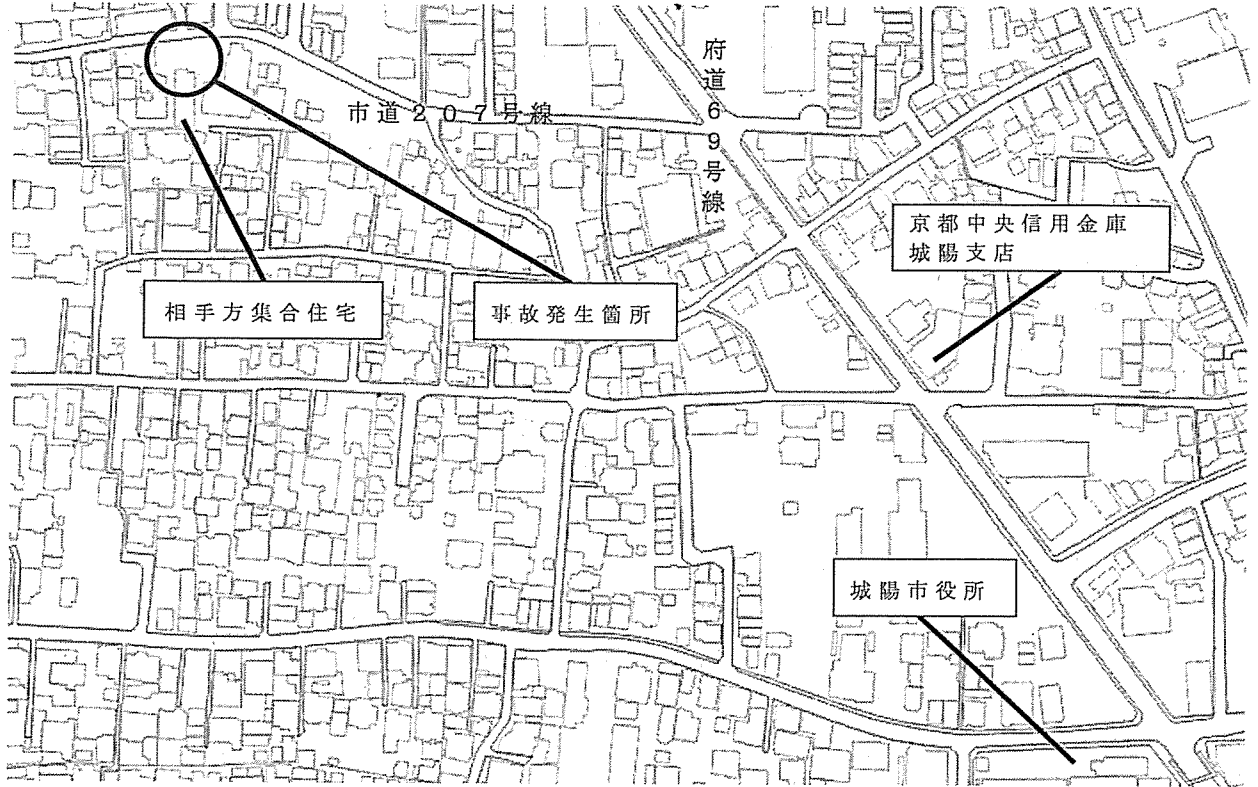 府道69号線
市道207号線
京都中央信用金庫
城陽支店
相手方集合住宅
事故発生箇所
城陽市役所